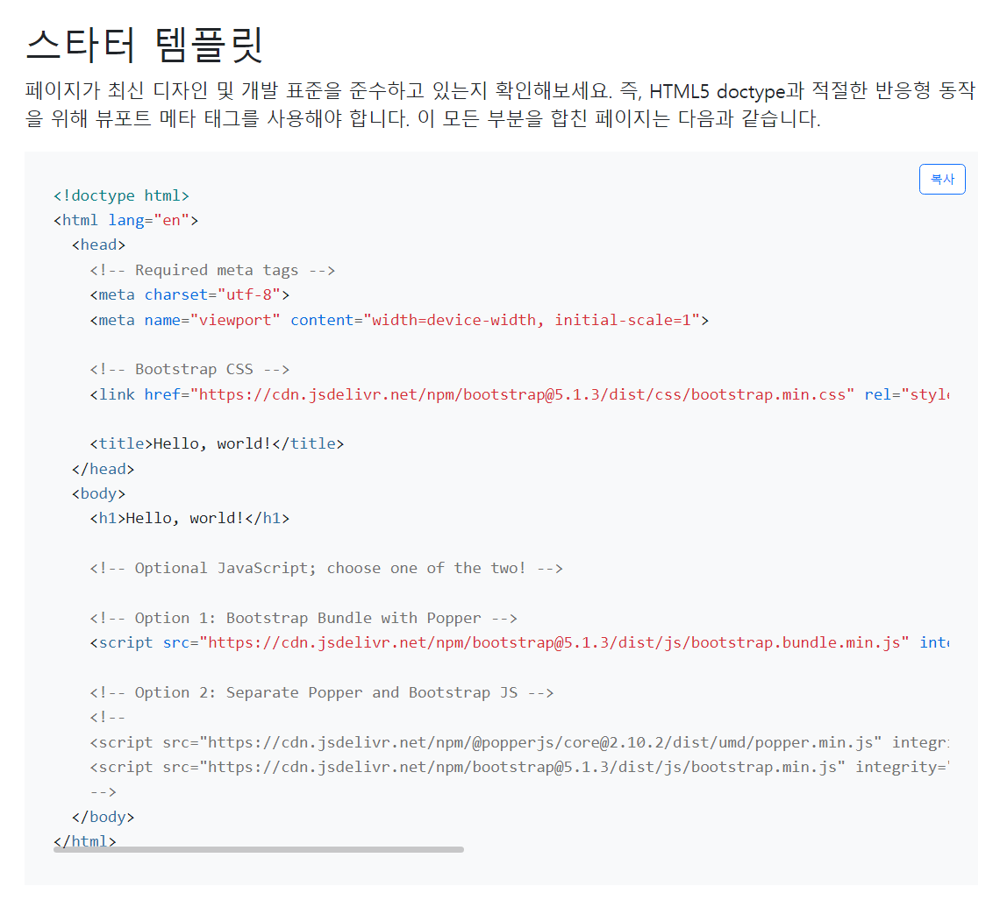 스타터 템플릿
페이지가 최신 디자인 및 개발 표준을 준수하고 있는지 확인해보세요. 즉, HTML5 doctype과 적절한 반응형 동작
을 위해 뷰포트 메타 태그를 사용해야 합니다. 이 모든 부분을 합친 페이지는 다음과 같습니다.
복사
<!doctype html>
<html lang="en">
  <head>
    <!-- Required meta tags -->
    <meta charset="utf-8">
    <meta name="viewport" content="width=device-width, initial-scale=1">
    <!-- Bootstrap CSS -->
    <link href="https://cdn.jsdelivr.net/npm/bootstrap@5.1.3/dist/css/bootstrap.min.css" rel="style
    <title>Hello, world!</title>
  </head>
  <body>
    <h1>Hello, world!</h1>
    <!-- Optional JavaScript; choose one of the two! -->
    <!-- Option 1: Bootstrap Bundle with Popper -->
    <script src="https://cdn.jsdelivr.net/npm/bootstrap@5.1.3/dist/js/bootstrap.bundle.min.js" inte
    <!-- Option 2: Separate Popper and Bootstrap JS -->
    <!--
    <script src="https://cdn.jsdelivr.net/npm/@popperjs/core@2.10.2/dist/umd/popper.min.js" integri
    <script src="https://cdn.jsdelivr.net/npm/bootstrap@5.1.3/dist/js/bootstrap.min.js" integrity="
    -->
  </body>
</html>